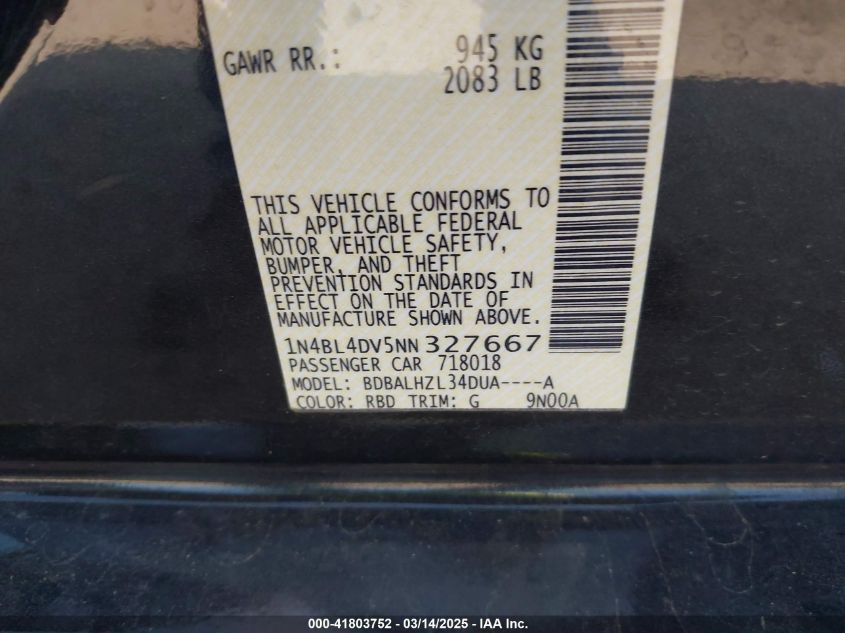 GAWR RR.: 945 KG
2083 LB
THIS VEHICLE CONFORMS TO
ALL APPLICABLE FEDERAL
MOTOR VEHICLE SAFETY,
BUMPER, AND THEFT
PREVENTION STANDARDS IN
EFFECT ON THE DATE OF
MANUFACTURE SHOWN ABOVE.
1N4BL4DV5NN327667
PASSENGER CAR 718018
MODEL: BDBALHZL34DUA----A
COLOR: RBD TRIM: G 9N00A
000-41803752 - 03/14/2025 - IAA Inc.